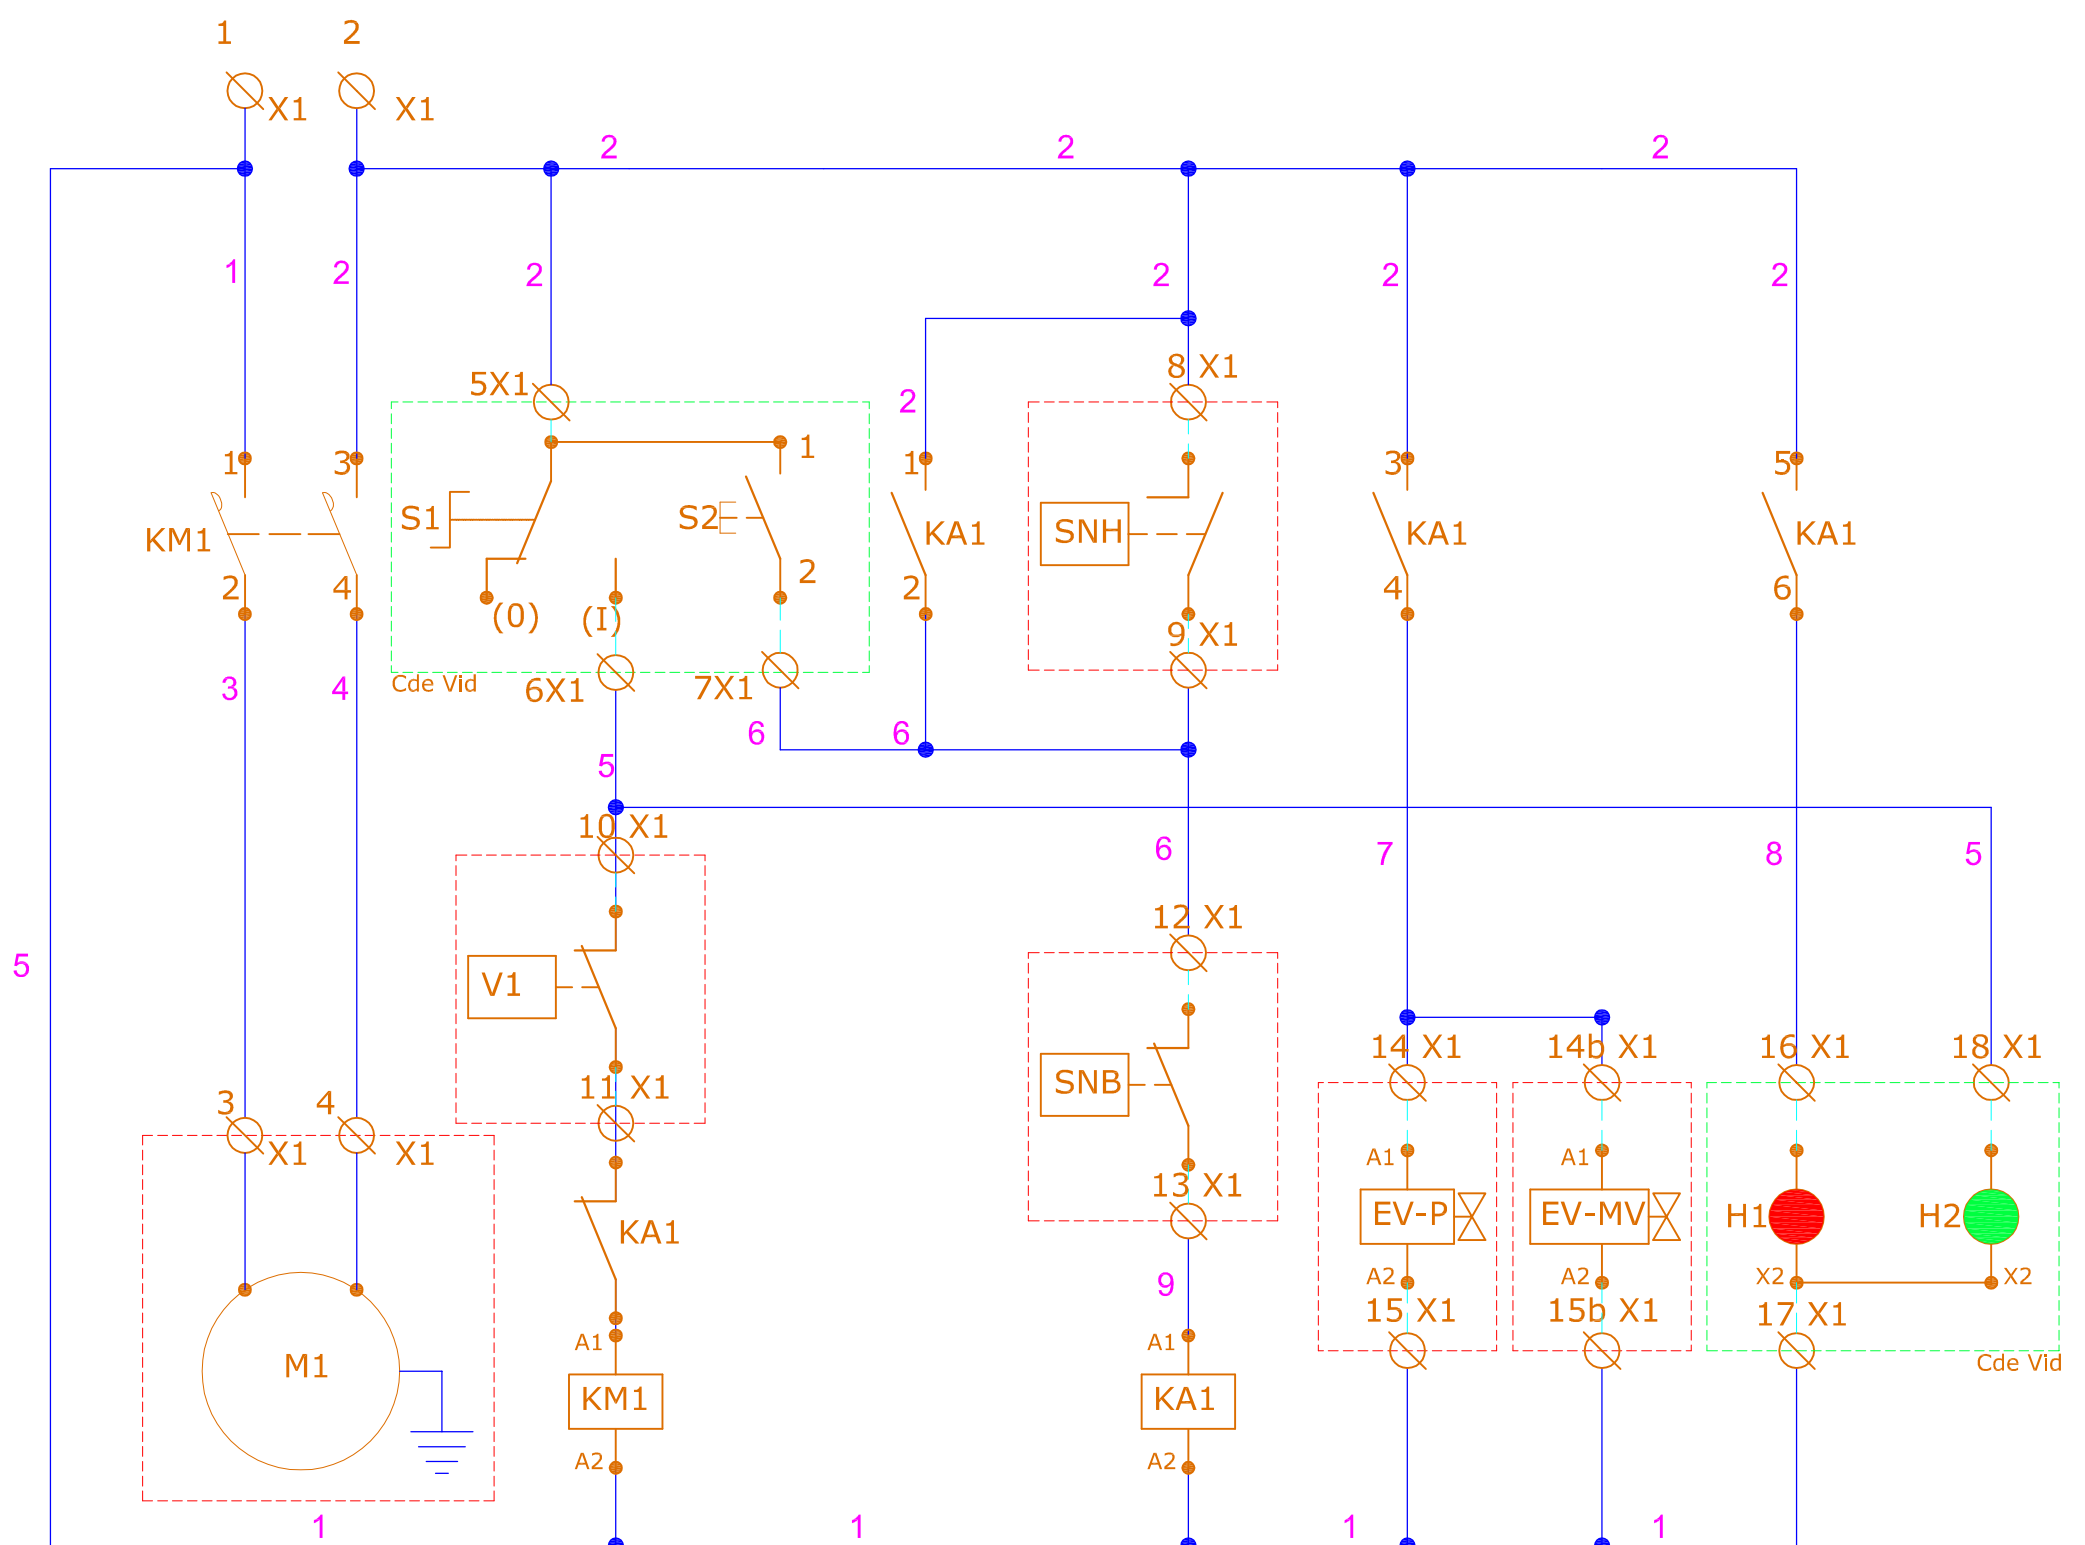 1 2
X1 X1
2 2 2
1 2 2 2 2 2
5X1 8 X1
2
1 3 1 1 3 5
S1 S2 SNH
KM1 KA1 KA1 KA1
2 4 2 2 4 6
(0) (I) 9 X1
3 4 Cde Vid 6X1 7X1
6 6
5
10 X1 6 7 8 5
12 X1
5 V1
14 X1 14b X1 16 X1 18 X1
SNB
3 4 11 X1
X1 X1 A1 A1
13 X1
KA1 EV-P EV-MV H1 H2
9 A2 A2 X2 X2
15 X1 15b X1 17 X1
A1 A1
M1 Cde Vid
KM1 KA1
A2 A2
1 1 1 1